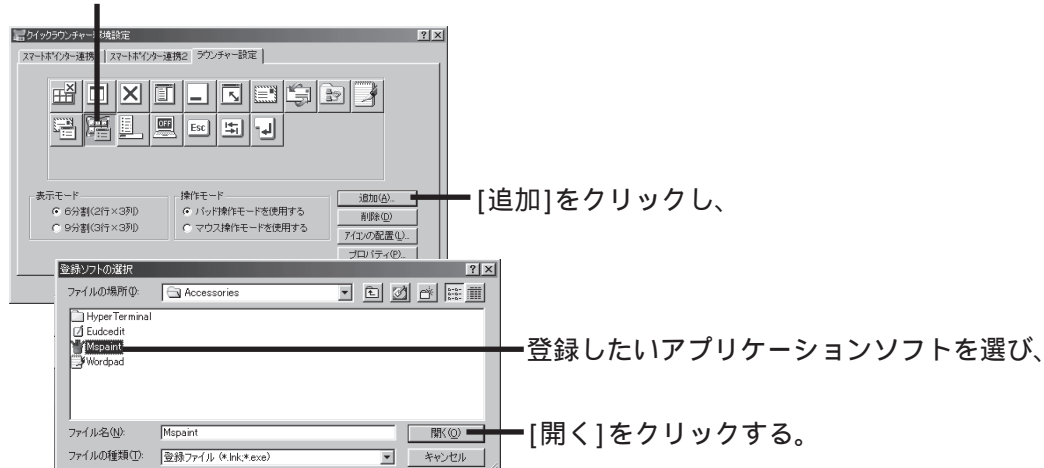 クイックラウンチャー環境設定
スマートポインター連携 スマートポインター連携2 ラウンチャー設定
OFF Esc
表示モード
6分割(2行×3列)
9分割(3行×3列)
操作モード
パッド操作モードを使用する
マウス操作モードを使用する
追加(A)...
削除(D)
アイコンの配置(L)...
プロパティ(P)...
[追加]をクリックし、
登録ソフトの選択
ファイルの場所(I):
Accessories
HyperTerminal
Eudcedit
Mspaint
Wordpad
登録したいアプリケーションソフトを選び、
ファイル名(N):
Mspaint
開く(O)
[開く]をクリックする。
ファイルの種類(T):
登録ファイル (*.lnk;*.exe)
キャンセル